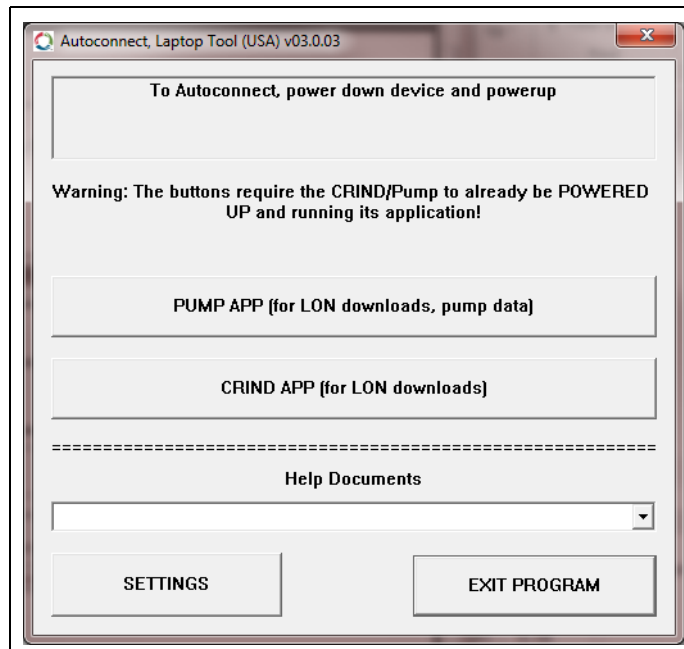 Autoconnect, Laptop Tool (USA) v03.0.03
To Autoconnect, power down device and powerup
Warning: The buttons require the CRIND/Pump to already be POWERED
UP and running its application!
PUMP APP (for LON downloads, pump data)
CRIND APP (for LON downloads)
===========================================================
Help Documents
SETTINGS
EXIT PROGRAM